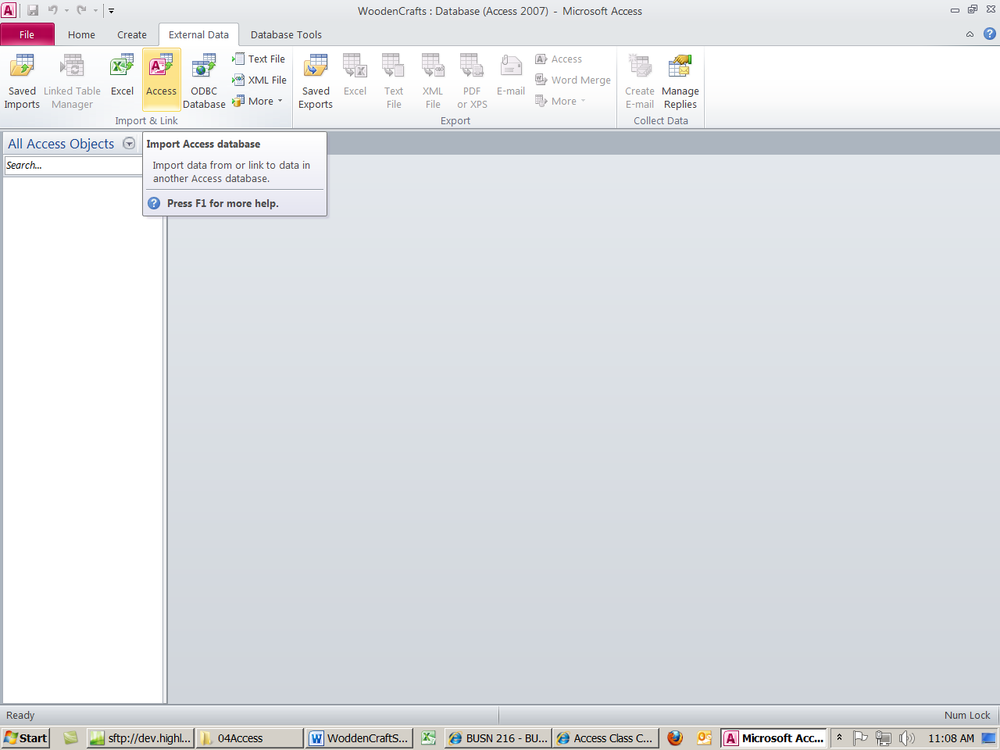 WoodenCrafts : Database (Access 2007) - Microsoft Access
File Home Create External Data Database Tools
Saved Imports
Linked Table Manager
Excel
Access
ODBC Database
Text File
XML File
More
Import & Link
Saved Exports
Excel
Text File
XML File
PDF or XPS
E-mail
Access
Word Merge
More
Export
Create E-mail
Manage Replies
Collect Data
All Access Objects
Search...
Import Access database
Import data from or link to data in
another Access database.
Press F1 for more help.
Ready
Num Lock
Start
sftp://dev.highl...
04Access
WoddenCraftS...
BUSN 216 - BU...
Access Class C...
Microsoft Acc...
11:08 AM